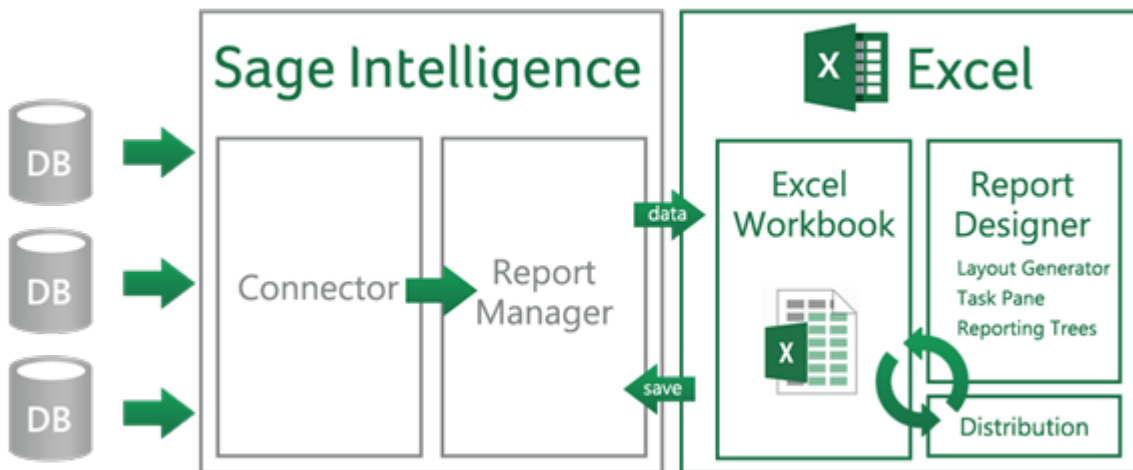 Sage Intelligence
Excel
DB
DB
DB
Connector
Report
Manager
data
save
Excel
Workbook
X
X
Report
Designer
Layout Generator
Task Pane
Reporting Trees
Distribution